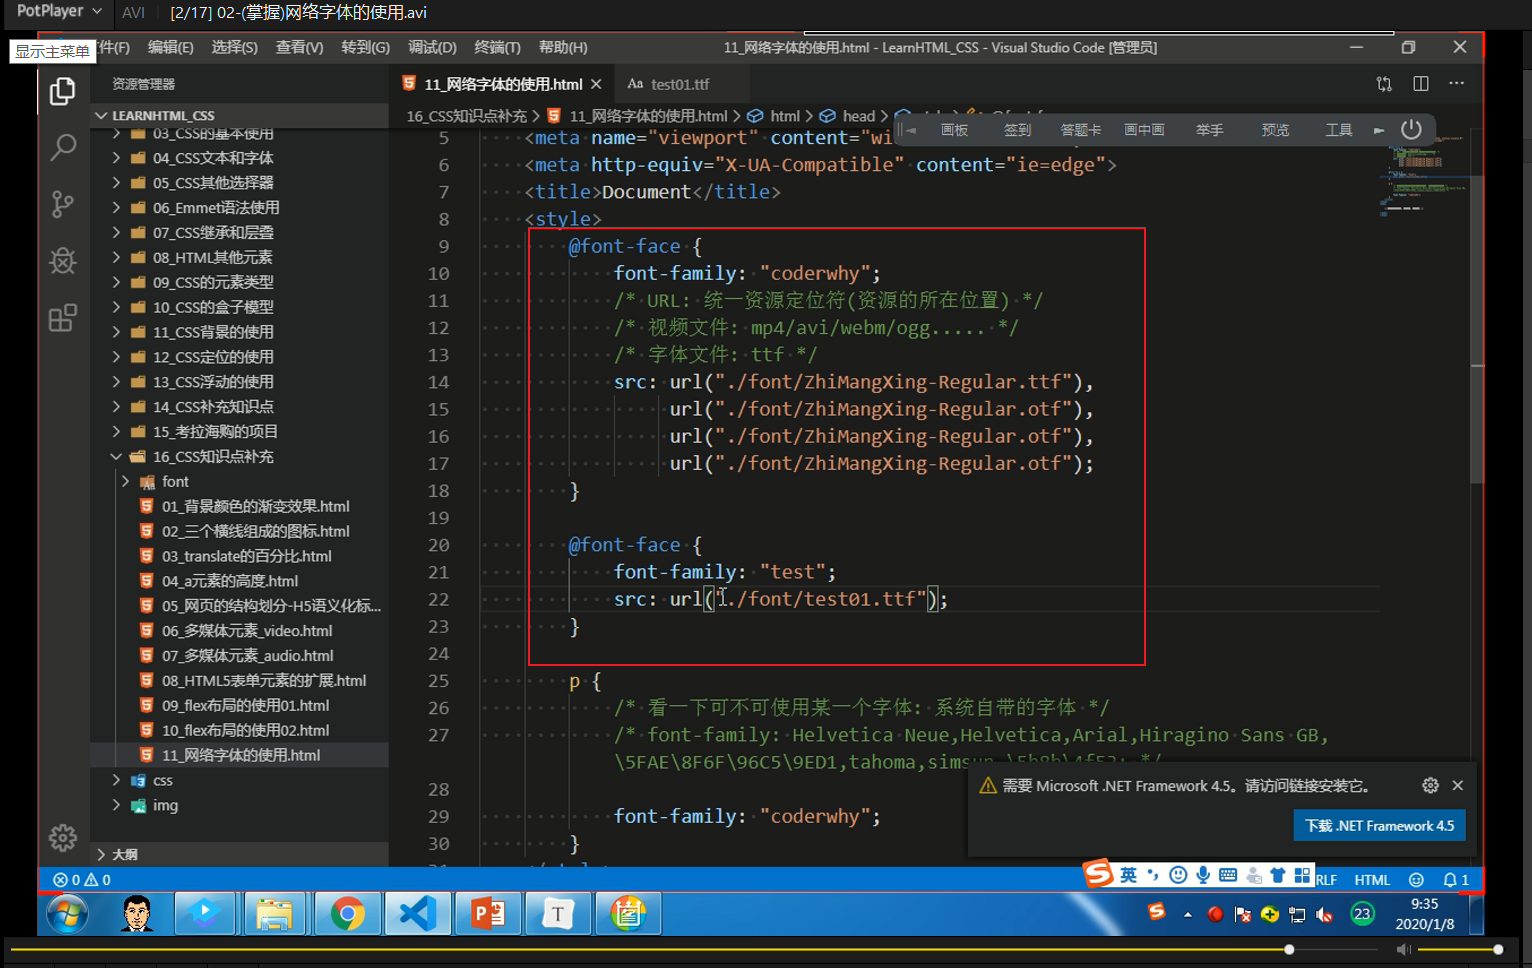 PotPlayer AVI [2/17] 02-(掌握)网络字体的使用.avi
显示主菜单
件(F) 编辑(E) 选择(S) 查看(V) 转到(G) 调试(D) 终端(T) 帮助(H) 11_网络字体的使用.html - LearnHTML_CSS - Visual Studio Code [管理员]
资源管理器
11_网络字体的使用.html
Aa test01.ttf
LEARNHTML_CSS
16_CSS知识点补充 > 11_网络字体的使用.html > html > head >
画板 签到 答题卡 画中画 举手 预览 工具
03_CSS的基本使用
04_CSS文本和字体
05_CSS其他选择器
06_Emmet语法使用
07_CSS继承和层叠
08_HTML其他元素
09_CSS的元素类型
10_CSS的盒子模型
11_CSS背景的使用
12_CSS定位的使用
13_CSS浮动的使用
14_CSS补充知识点
15_考拉海购的项目
16_CSS知识点补充
font
01_背景颜色的渐变效果.html
02_三个横线组成的图标.html
03_translate的百分比.html
04_a元素的高度.html
05_网页的结构划分-H5语义化标...
06_多媒体元素_video.html
07_多媒体元素_audio.html
08_HTML5表单元素的扩展.html
09_flex布局的使用01.html
10_flex布局的使用02.html
11_网络字体的使用.html
css
img
大纲
5 <meta name="viewport" content="wi
6 <meta http-equiv="X-UA-Compatible" content="ie=edge">
7 <title>Document</title>
8 <style>
9 @font-face {
10 font-family: "coderwhy";
11 /* URL: 统一资源定位符(资源的所在位置) */
12 /* 视频文件: mp4/avi/webm/ogg..... */
13 /* 字体文件: ttf */
14 src: url("./font/ZhiMangXing-Regular.ttf"),
15 url("./font/ZhiMangXing-Regular.otf"),
16 url("./font/ZhiMangXing-Regular.otf"),
17 url("./font/ZhiMangXing-Regular.otf");
18 }
19
20 @font-face {
21 font-family: "test";
22 src: url("./font/test01.ttf");
23 }
24
25 p {
26 /* 看一下可不可使用某一个字体: 系统自带的字体 */
27 /* font-family: Helvetica Neue,Helvetica,Arial,Hiragino Sans GB,
\5FAE\8F6F\96C5\9ED1,tahoma,simsun,\5b8b\4f53; */
28
29 font-family: "coderwhy";
30 }
需要 Microsoft .NET Framework 4.5。请访问链接安装它。
下载 .NET Framework 4.5
0 0
英
RLF HTML 1
T
23
9:35
2020/1/8